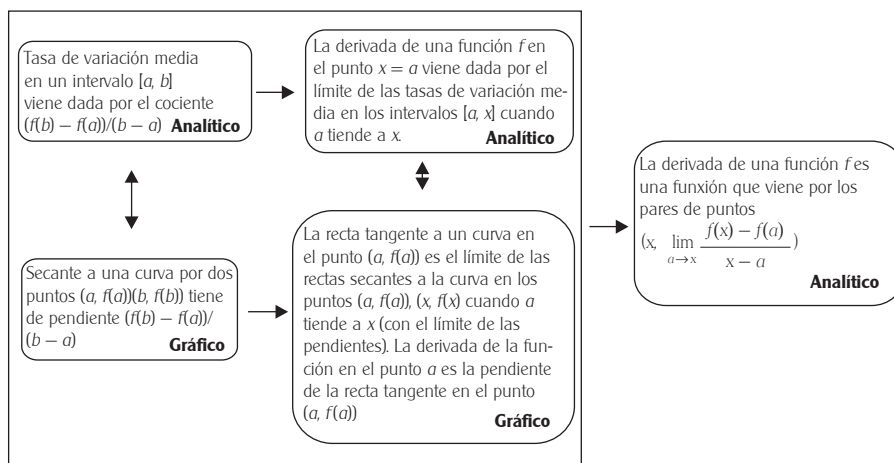 Tasa de variación media
en un intervalo [a, b]
viene dada por el cociente
(f(b) – f(a))/(b – a) Analítico
La derivada de una función f en
el punto x = a viene dada por el
límite de las tasas de variación me-
dia en los intervalos [a, x] cuando
a tiende a x.
Analítico
Secante a una curva por dos
puntos (a, f(a))(b, f(b)) tiene
de pendiente (f(b) – f(a))/
(b – a)
Gráfico
La recta tangente a un curva en
el punto (a, f(a)) es el límite de las
rectas secantes a la curva en los
puntos (a, f(a)), (x, f(x) cuando a
tiende a x (con el límite de las
pendientes). La derivada de la fun-
ción en el punto a es la pendiente
de la recta tangente en el punto
(a, f(a))
Gráfico
La derivada de una función f es
una funxión que viene por los
pares de puntos
(x, lim a→x f(x) – f(a) / x – a )
Analítico